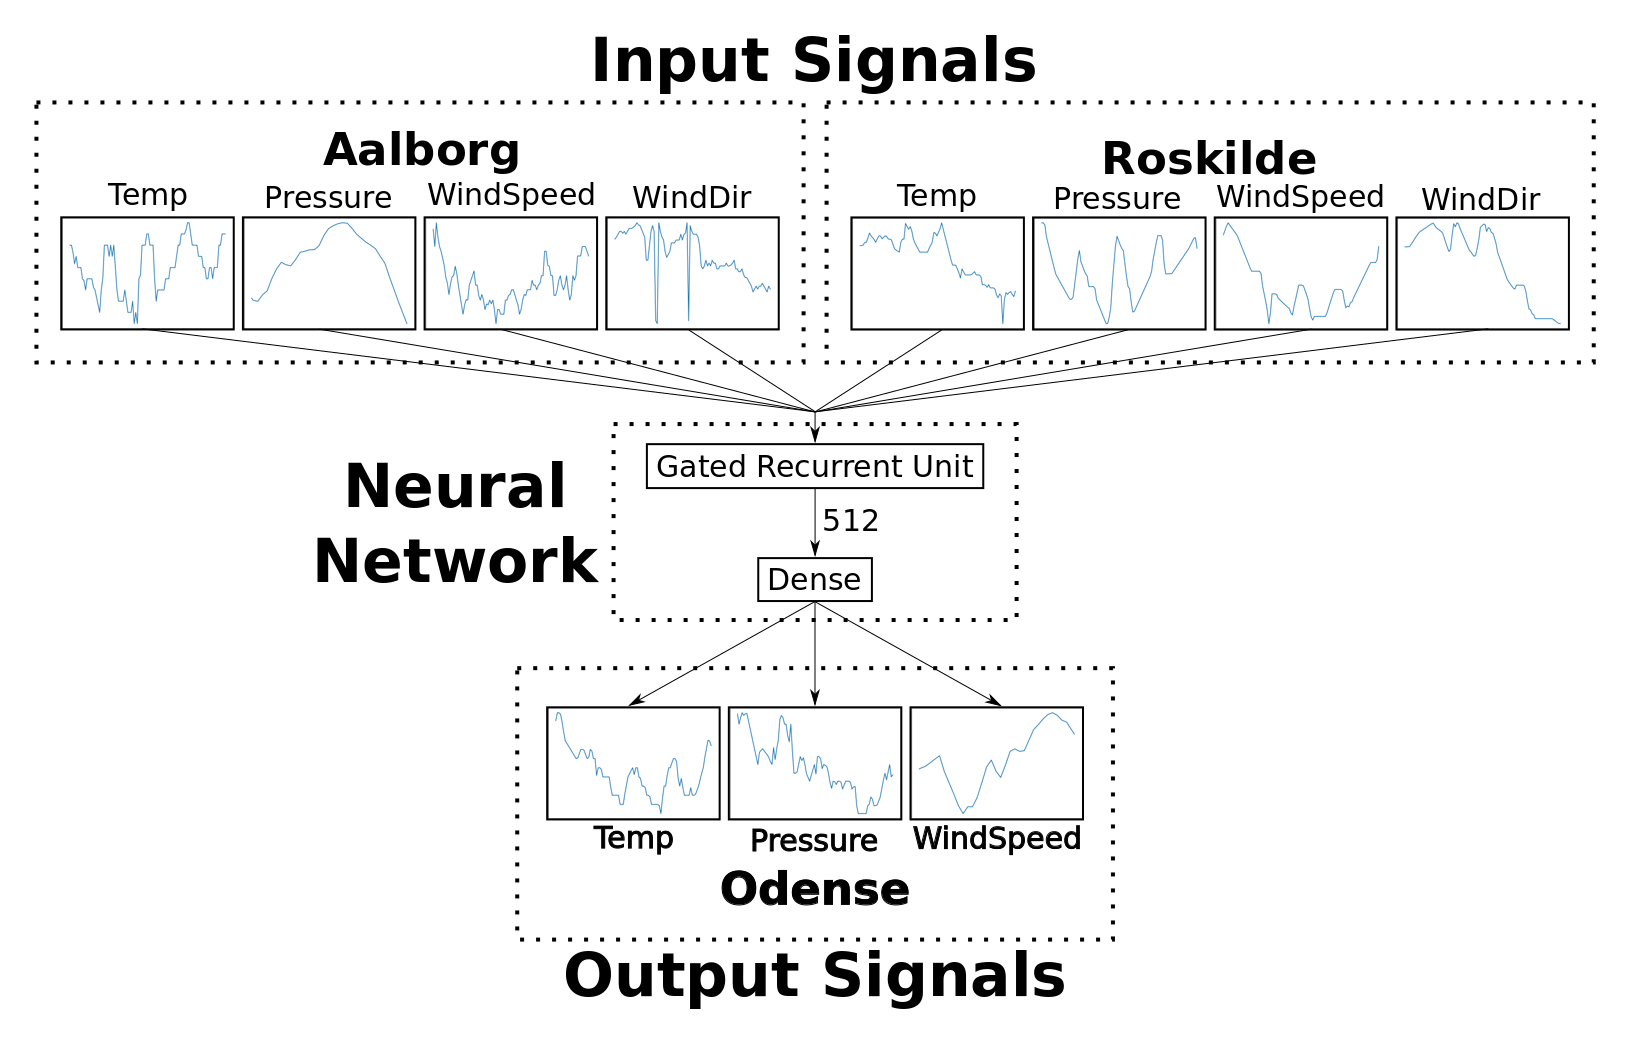 Input Signals
Aalborg
Temp
Pressure
WindSpeed
WindDir
Roskilde
Temp
Pressure
WindSpeed
WindDir
Neural
Network
Gated Recurrent Unit
512
Dense
Temp
Pressure
WindSpeed
Odense
Output Signals